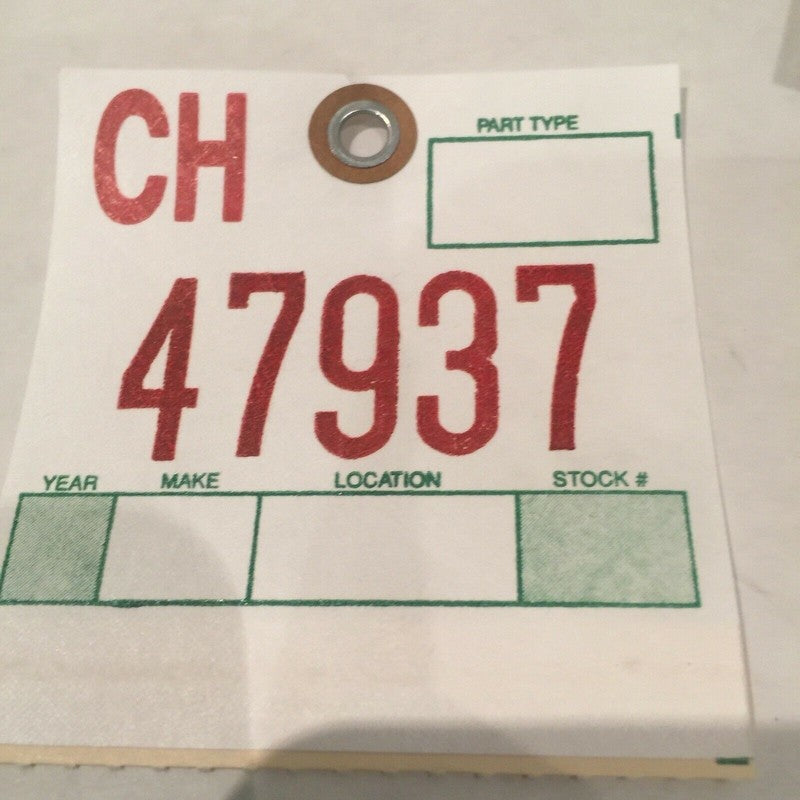 CH
PART TYPE
47937
YEAR MAKE LOCATION STOCK #